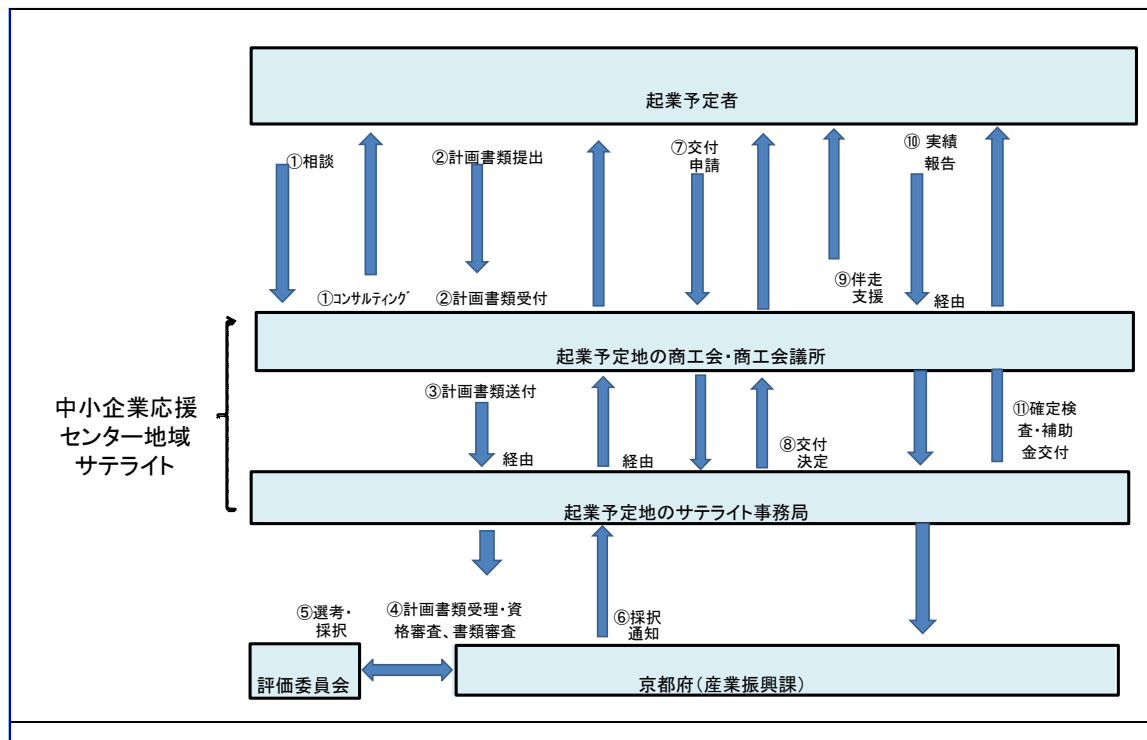 起業予定者
①相談
②計画書類提出
⑦交付
申請
⑩ 実績
報告
①コンサルティング
②計画書類受付
⑨伴走
支援
経由
起業予定地の商工会・商工会議所
中小企業応援
センター地域
サテライト
③計画書類送付
経由
経由
⑧交付
決定
⑪確定検
査・補助
金交付
起業予定地のサテライト事務局
⑤選考・
採択
④計画書類受理・資
格審査、書類審査
⑥採択
通知
評価委員会
京都府(産業振興課)